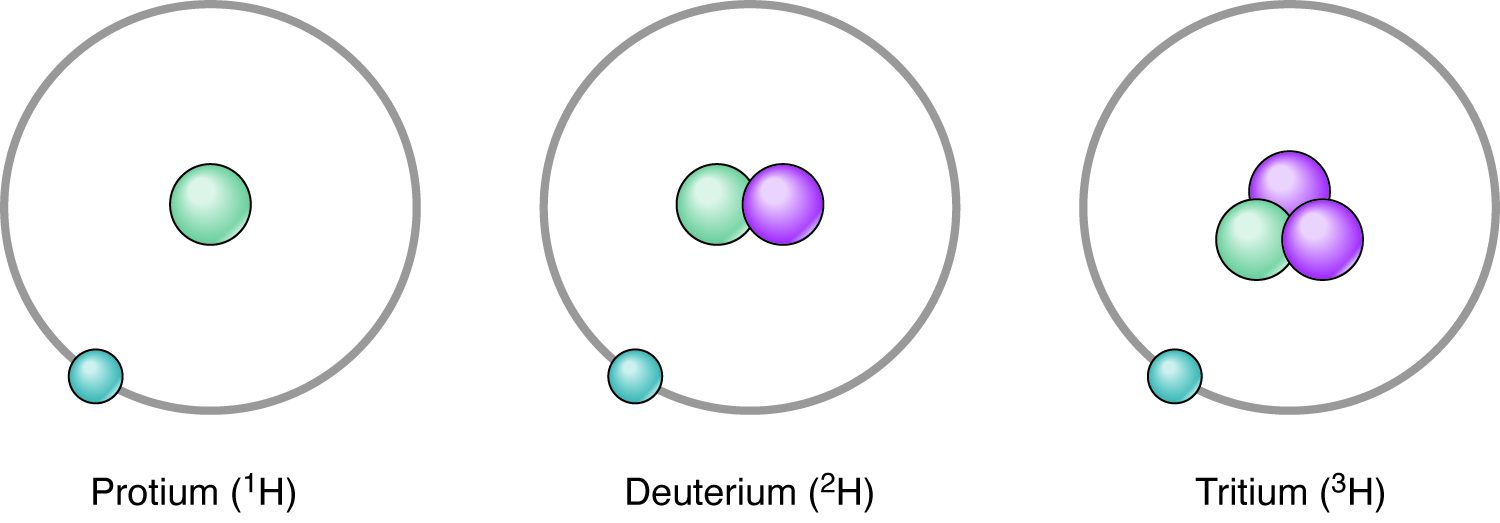 Protium (¹H)
Deuterium (²H)
Tritium (³H)